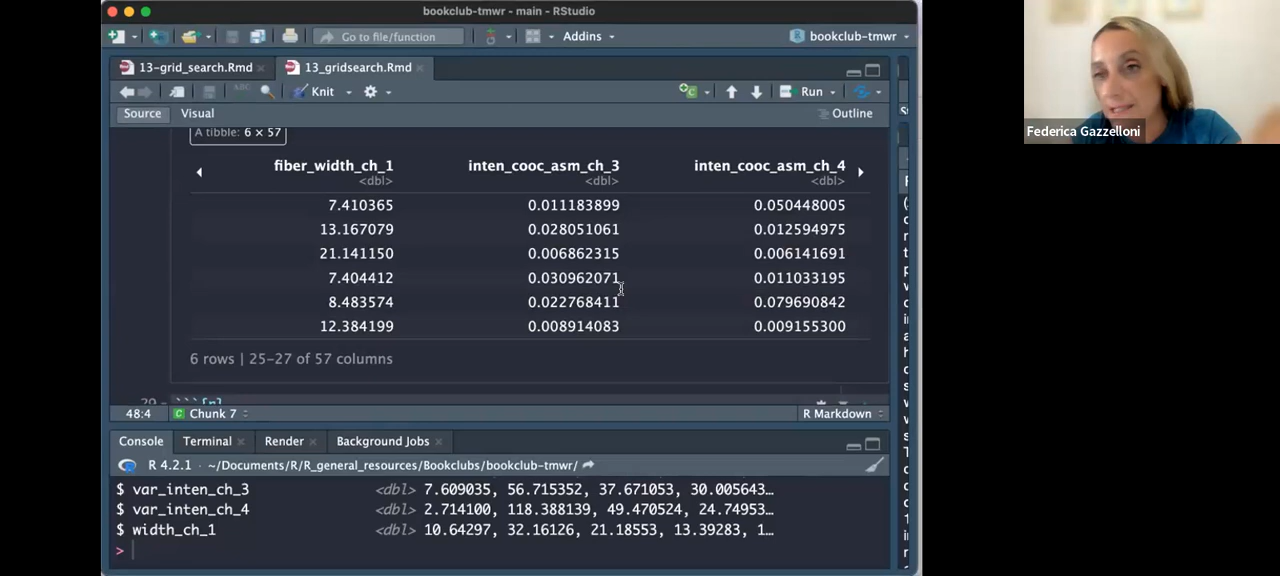 bookclub-tmwr - main - RStudio
Go to file/function
Addins
bookclub-tmwr
13-grid_search.Rmd
13_gridsearch.Rmd
Knit
Run
Source
Visual
Outline
A tibble: 6 × 57
fiber_width_ch_1 inten_cooc_asm_ch_3 inten_cooc_asm_ch_4
<dbl> <dbl> <dbl>
7.410365 0.011183899 0.050448005
13.167079 0.028051061 0.012594975
21.141150 0.006862315 0.006141691
7.404412 0.030962071 0.011033195
8.483574 0.022768411 0.079690842
12.384199 0.008914083 0.009155300
6 rows | 25-27 of 57 columns
48:4 Chunk 7 R Markdown
Console Terminal Render Background Jobs
R 4.2.1 · ~/Documents/R/R_general_resources/Bookclubs/bookclub-tmwr/
$ var_inten_ch_3 <dbl> 7.609035, 56.715352, 37.671053, 30.005643…
$ var_inten_ch_4 <dbl> 2.714100, 118.388139, 49.470524, 24.74953…
$ width_ch_1 <dbl> 10.64297, 32.16126, 21.18553, 13.39283, 1…
>
Federica Gazzelloni